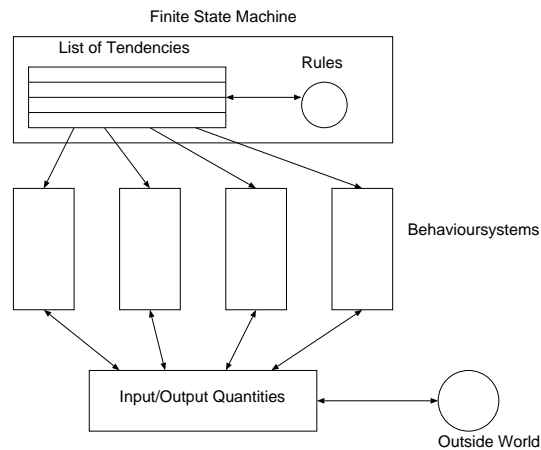 Finite State Machine
List of Tendencies
Rules
Behavioursystems
Input/Output Quantities
Outside World